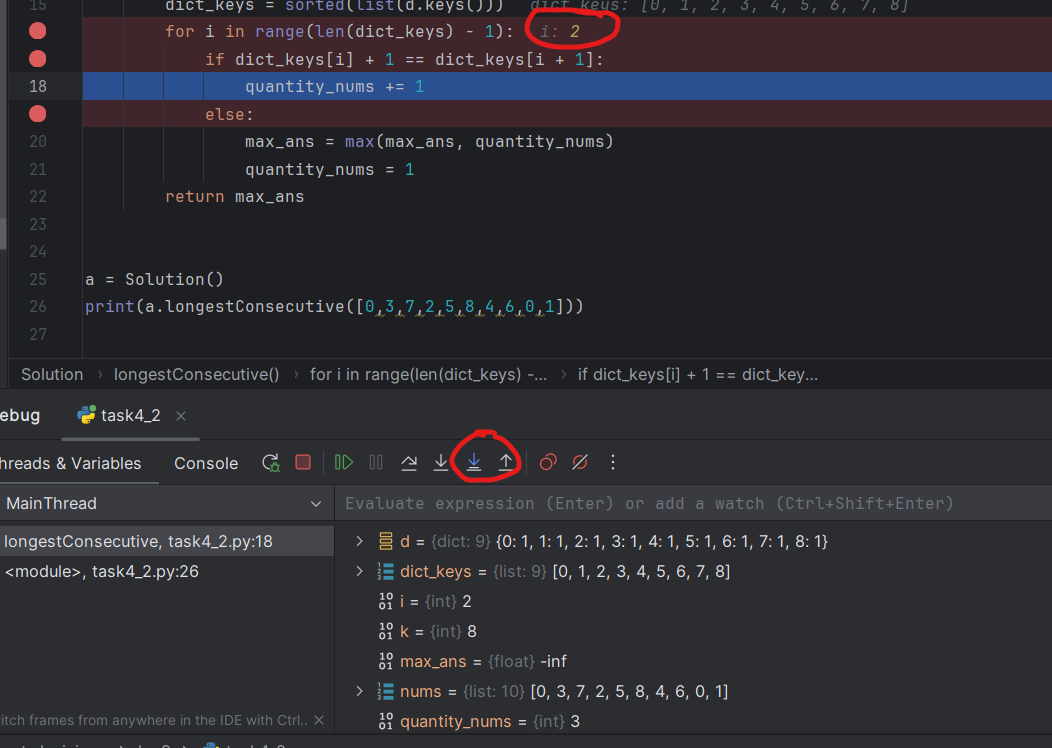 15 dict_keys = sorted(list(d.keys())) dict_keys: [0, 1, 2, 3, 4, 5, 6, 7, 8]
for i in range(len(dict_keys) - 1): i: 2
if dict_keys[i] + 1 == dict_keys[i + 1]:
18 quantity_nums += 1
else:
20 max_ans = max(max_ans, quantity_nums)
21 quantity_nums = 1
22 return max_ans
23
24
25 a = Solution()
26 print(a.longestConsecutive([0,3,7,2,5,8,4,6,0,1]))
27
Solution › longestConsecutive() › for i in range(len(dict_keys) -... › if dict_keys[i] + 1 == dict_key...
ebug task4_2 ×
hreads & Variables Console
MainThread
Evaluate expression (Enter) or add a watch (Ctrl+Shift+Enter)
longestConsecutive, task4_2.py:18
<module>, task4_2.py:26
d = {dict: 9} {0: 1, 1: 1, 2: 1, 3: 1, 4: 1, 5: 1, 6: 1, 7: 1, 8: 1}
dict_keys = {list: 9} [0, 1, 2, 3, 4, 5, 6, 7, 8]
i = {int} 2
k = {int} 8
max_ans = {float} -inf
nums = {list: 10} [0, 3, 7, 2, 5, 8, 4, 6, 0, 1]
quantity_nums = {int} 3
itch frames from anywhere in the IDE with Ctrl.. ×